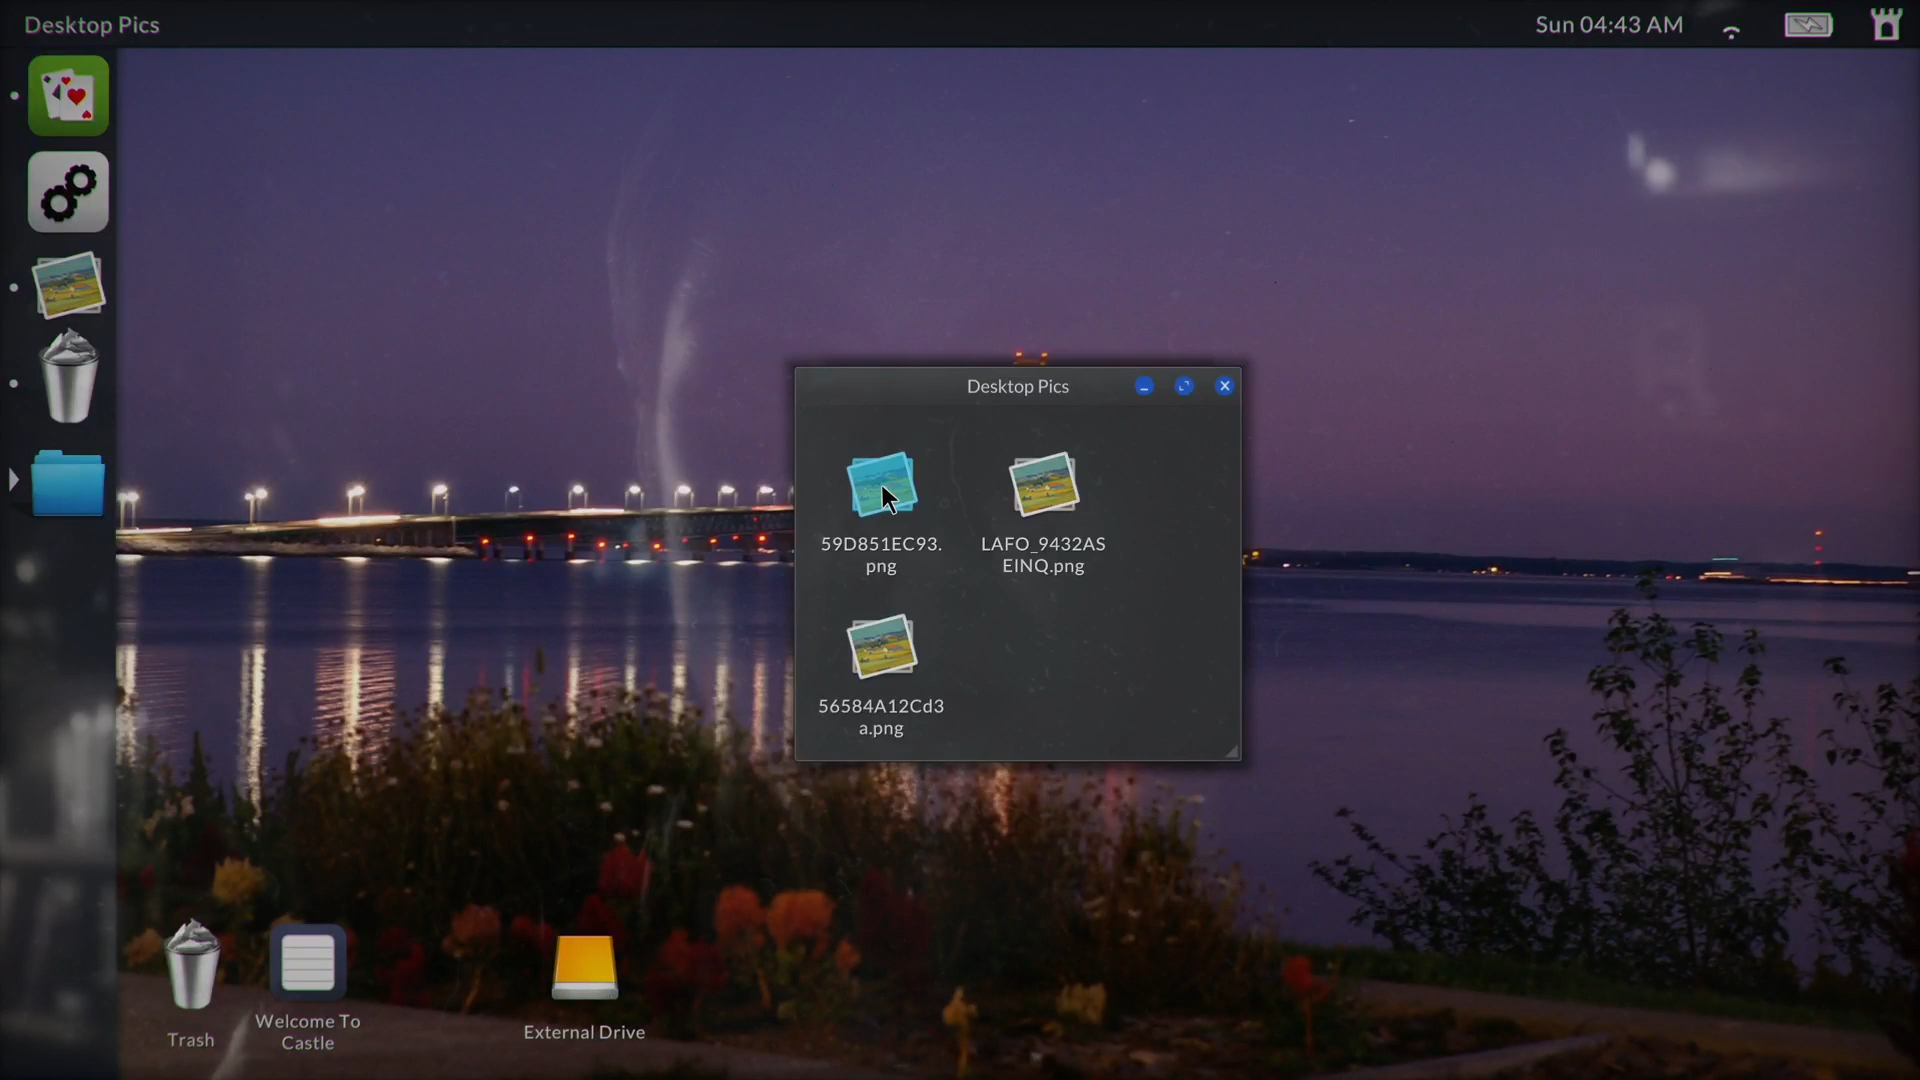 Desktop Pics
Sun 04:43 AM
Desktop Pics
59D851EC93.
png
LAFO_9432AS
EINQ.png
56584A12Cd3
a.png
Trash
Welcome To
Castle
External Drive